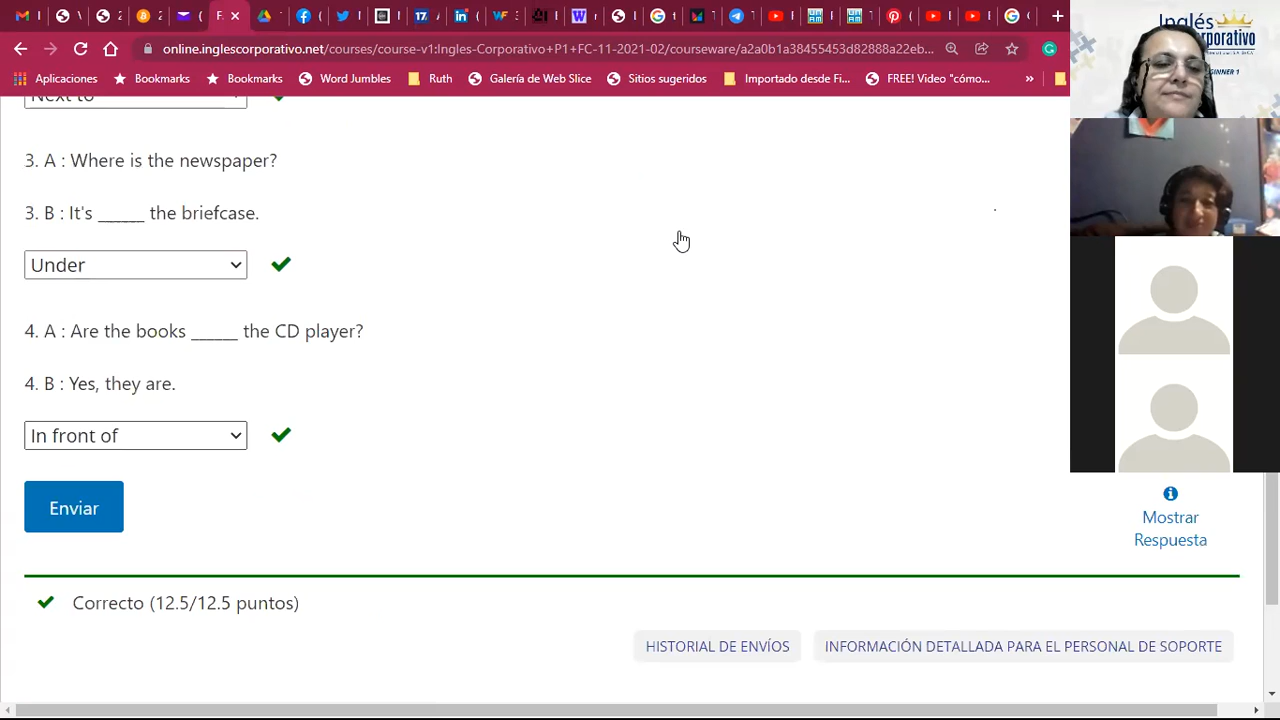 F
online.inglescorporativo.net/courses/course-v1:Ingles-Corporativo+P1+FC-11-2021-02/courseware/a2a0b1a38455453d82888a22eb...
Aplicaciones
Bookmarks
Bookmarks
Word Jumbles
Ruth
Galería de Web Slice
Sitios sugeridos
Importado desde Fi...
FREE! Video "cómo...
»
Inglés
Corporativo
Next to
3. A : Where is the newspaper?
3. B : It's ______ the briefcase.
Under
4. A : Are the books ______ the CD player?
4. B : Yes, they are.
In front of
Enviar
Mostrar
Respuesta
Correcto (12.5/12.5 puntos)
HISTORIAL DE ENVÍOS
INFORMACIÓN DETALLADA PARA EL PERSONAL DE SOPORTE